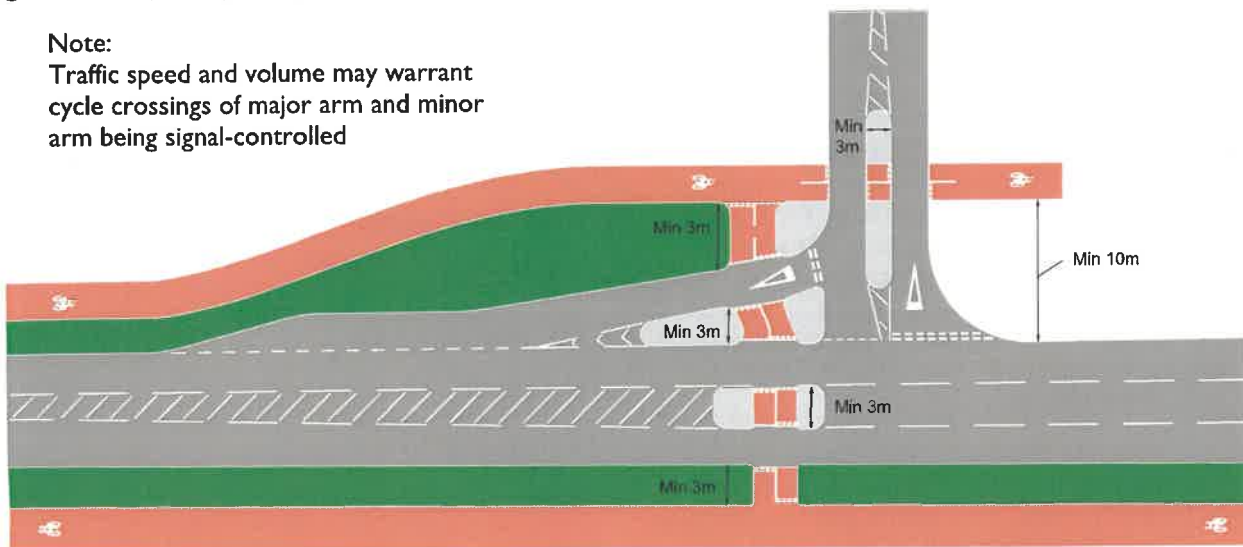 Note:
Traffic speed and volume may warrant
cycle crossings of major arm and minor
arm being signal-controlled
Min
3m
Min 3m
Min 10m
Min 3m
Min 3m
Min 3m